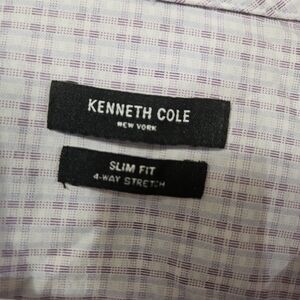 KENNETH COLE
NEW YORK
SLIM FIT
4-WAY STRETCH